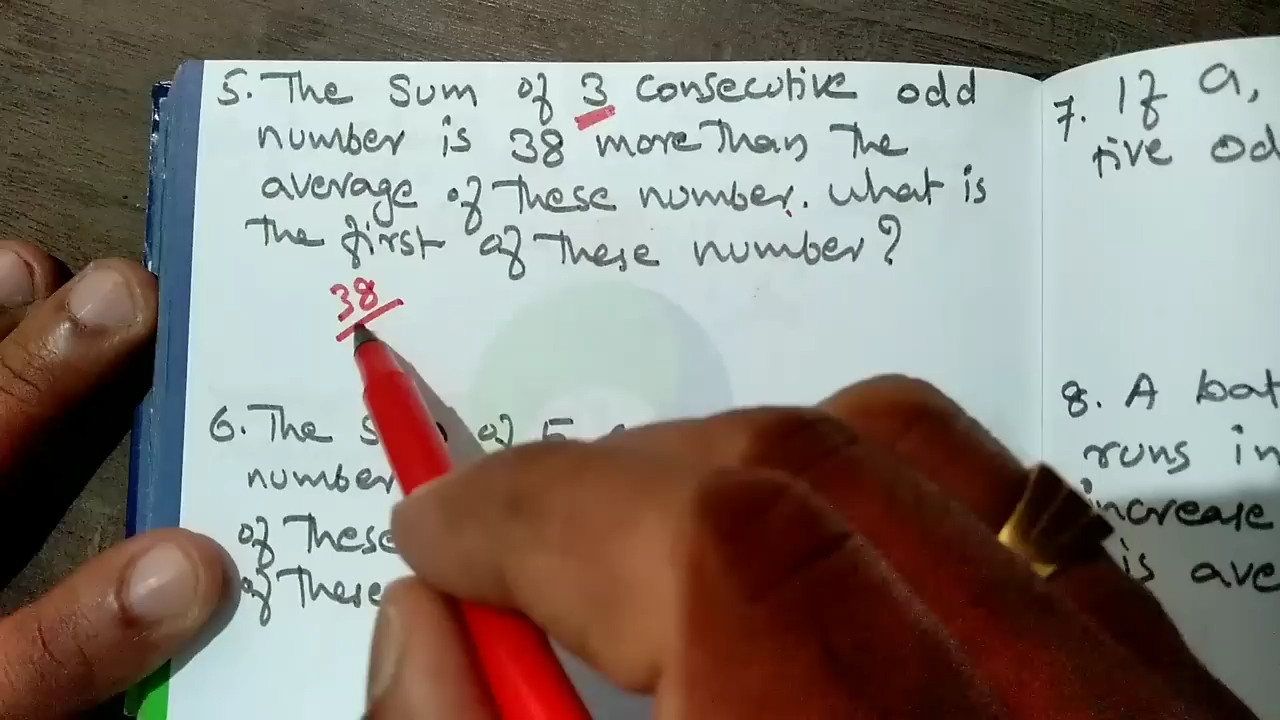 5. The sum of 3 consecutive odd
number is 38 more than the
average of these number. what is
the first of these number?
38
6. The of 5
number
of these
of these
7. If a,
tive od
8. A bat
runs in
increase
is ave